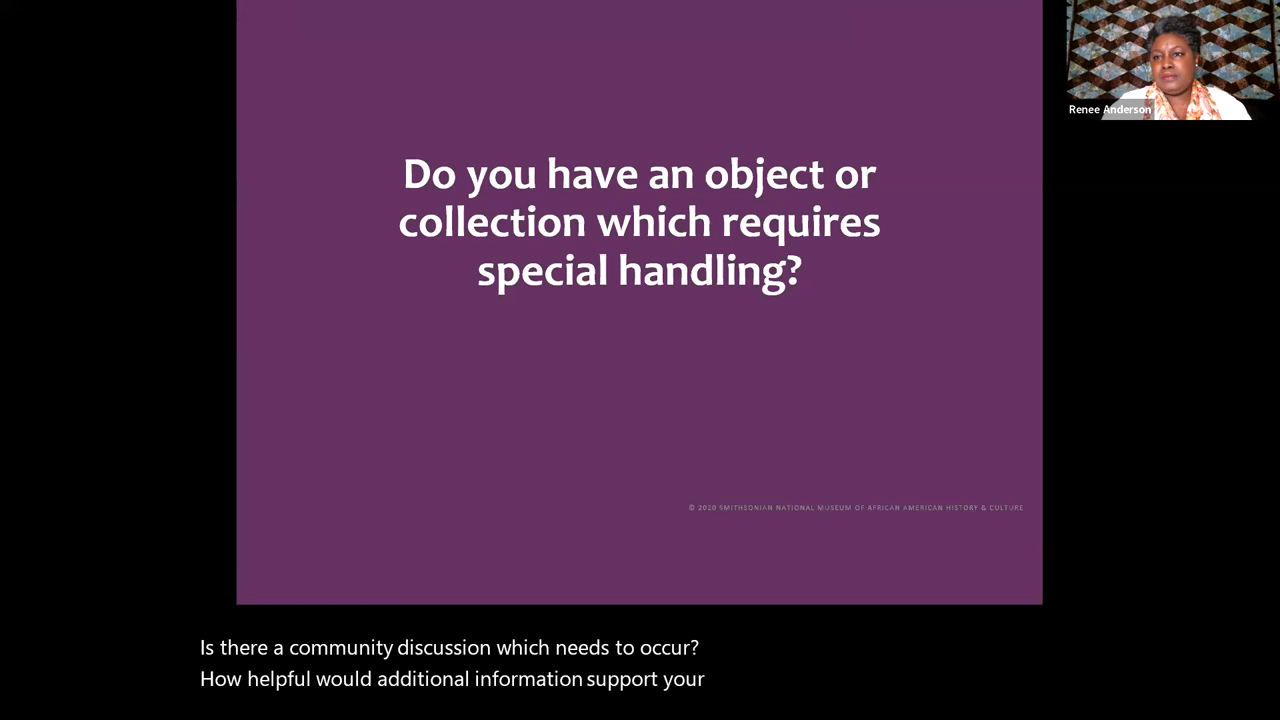 Do you have an object or
collection which requires
special handling?
Renee Anderson
© 2020 SMITHSONIAN NATIONAL MUSEUM OF AFRICAN AMERICAN HISTORY & CULTURE
Is there a community discussion which needs to occur?
How helpful would additional information support your